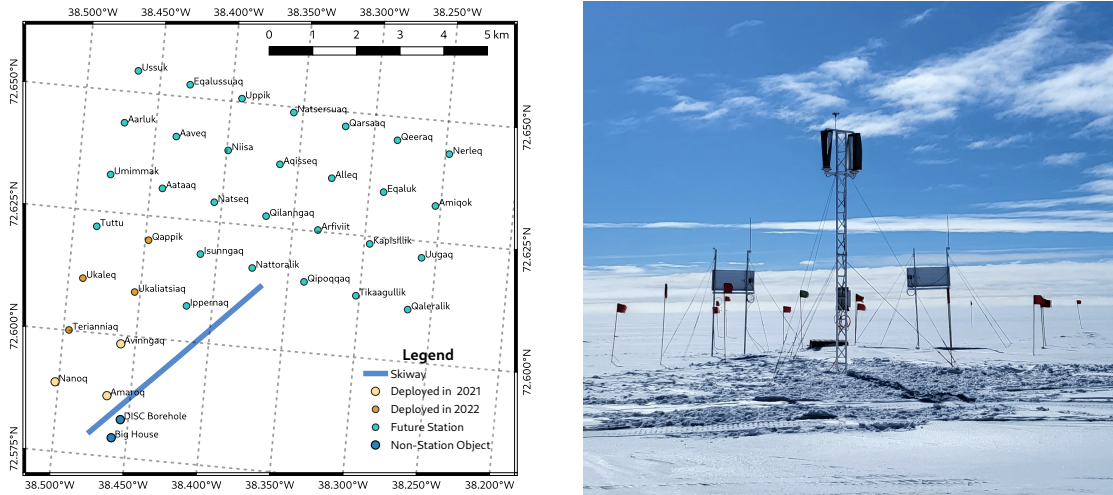 38.500°W 38.450°W 38.400°W 38.350°W 38.300°W 38.250°W
0 1 2 3 4 5 km
Ussuk
Eqalussuaq
72.650°N
Uppik
Natsersuaq
Aarluk
Qarsaaq
72.650°N
Aaveq
Qeeraq
Niisa
Nerleq
Aqisseq
Umimmak
Alleq
Aataaq
Eqaluk
Natseq
Amiqok
72.625°N
Qilanngaq
Tuttu
Arfiviit
Qappik
Kapisillik
72.625°N
Isunngaq
Uugaq
Nattoralik
Ukaleq
Qipoqqaq
Ukaliatsiaq
Tikaagullik
Ippernaq
Qaleralik
72.600°N
Terianniaq
Avinngaq
Legend
72.600°N
Skiway
Nanoq
Deployed in 2021
Amaroq
Deployed in 2022
DISC Borehole
Future Station
Big House
Non-Station Object
72.575°N
38.500°W 38.450°W 38.400°W 38.350°W 38.300°W 38.250°W 38.200°W